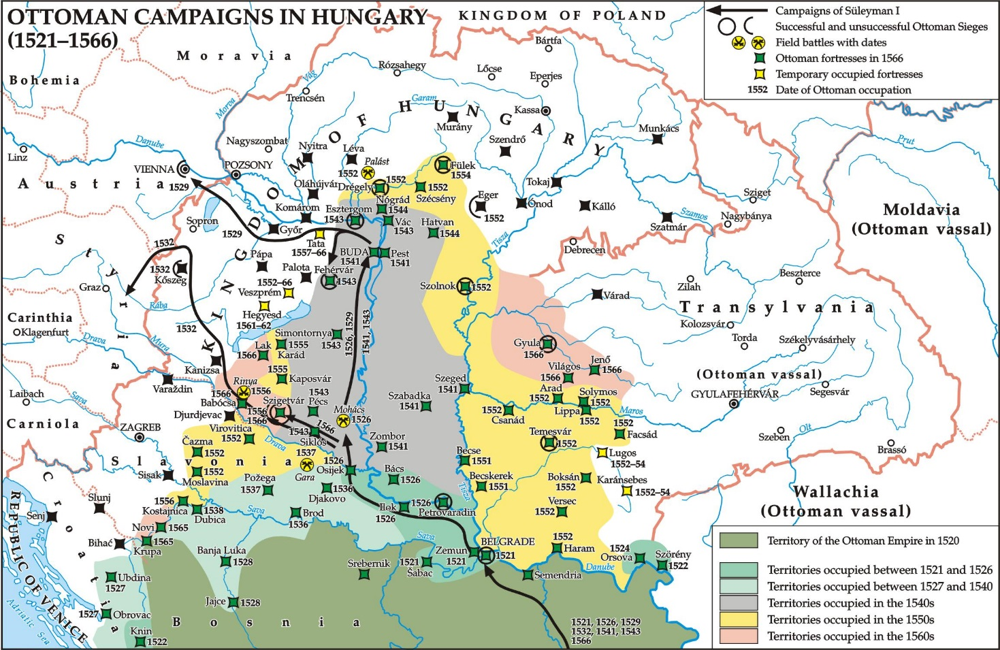 OTTOMAN CAMPAIGNS IN HUNGARY
(1521–1566)
KINGDOM OF POLAND
Campaigns of Süleyman I
Successful and unsuccessful Ottoman Sieges
Field battles with dates
Ottoman fortresses in 1566
Temporary occupied fortresses
1552 Date of Ottoman occupation
Moravia
Bohemia
Bártfa
Rózsahegy
Lőcse
Eperjes
Vág
Trencsén
Morva
Garam
KINGDOM OF HUNGARY
Kassa
Murány
Munkács
Szendrő
Nagyszombat
Nyitra
Léva
Palást
1552
Prut
Danube
Linz
VIENNA
1529
POZSONY
Austria
Fülek
1554
Drégely
1552
1552
Szécsény
Oláhújvár
Tokaj
Ónod
Eger
1552
Kálló
Sziget
Nagybánya
Szamos
Szatmár
Moldavia
(Ottoman vassal)
Komárom
Esztergom
1543
Nógrád
1544
Vác
1543
Hatvan
1544
Sopron
1529
Győr
Tata
1557–66
Tisza
Debrecen
BUDA
1541
Pest
1541
Styria
1532
1532
Kőszeg
Pápa
Palota
Fehérvár
1543
1552–66
Veszprém
Hegyesd
1561–62
Graz
Rába
Szolnok
1552
Várad
Zilah
Beszterce
Transylvania
Kolozsvár
Torda
Székelyvásárhely
Carinthia
Klagenfurt
Drava
Mura
1532
Simontornya
1543
1526, 1529
1541, 1543
Lak
1566
1555
Karád
Kanizsa
Gyula
1566
Jenő
1566
Világos
1566
(Ottoman vassal)
GYULAFEHÉRVÁR
Segesvár
Varaždin
Rinya
1556
1555
Kaposvár
Szeged
1541
Arad
1552
Solymos
1552
Lippa
1552
Maros
Laibach
Sava
1566
Babócsa
1556
1566
Szigetvár
1543
Pécs
Mohács
1526
Szabadka
1541
1552
Csanád
1552
Facsád
Carniola
ZAGREB
Djurdjevac
Virovitica
1552
Drava
1543
Siklós
1566
Zombor
1541
Temesvár
1552
Lugos
1552–54
Szeben
Olt
Brassó
Čazma
1552
Slavonia
Sisak
1552
Moslavina
1537
Gara
1526
Osijek
Becse
1551
Bács
1526
Becskerek
1551
Boksán
1552
Karánsebes
1552–54
Požega
1537
1536
Djakovo
Tisza
Wallachia
(Ottoman vassal)
Croatia
Slunj
Senj
1556
Kostajnica
1538
Dubica
Sava
Brod
1536
Ilok
1526
1526
Petrovaradin
Versec
1552
REPUBLIC OF VENICE
Novi
1565
Bihać
1565
Krupa
Banja Luka
1528
Srebernik
Sava
1521
Šabac
Zemun
1521
BELGRADE
1521
1552
Haram
1524
Orsova
Szörény
1522
Danube
Semendria
Ubdina
1527
Jajce
1528
1527
Obrovac
Bosnia
Knin
1522
Adriatic Sea
1521, 1526, 1529
1532, 1541, 1543
1566
Territory of the Ottoman Empire in 1520
Territories occupied between 1521 and 1526
Territories occupied between 1527 and 1540
Territories occupied in the 1540s
Territories occupied in the 1550s
Territories occupied in the 1560s